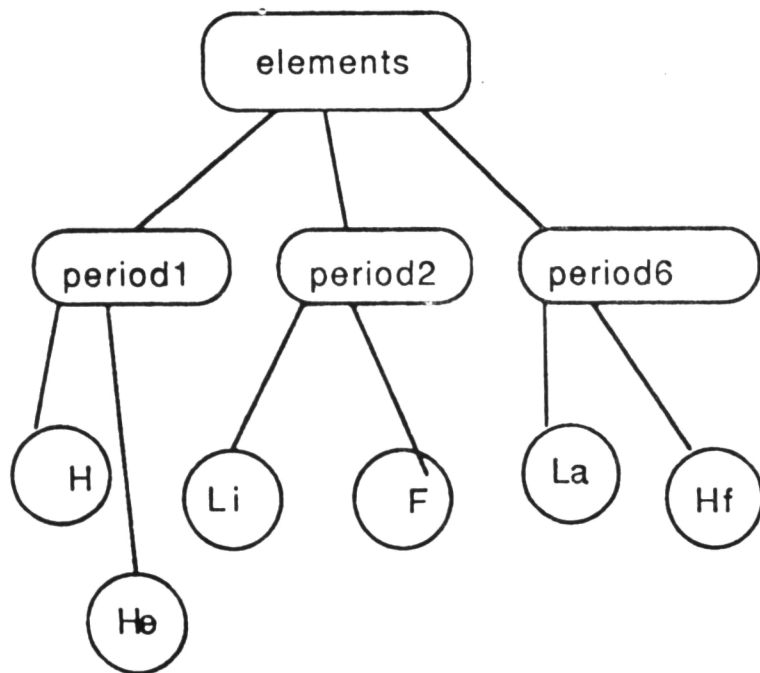 elements
period1
period2
period6
H
He
Li
F
La
Hf